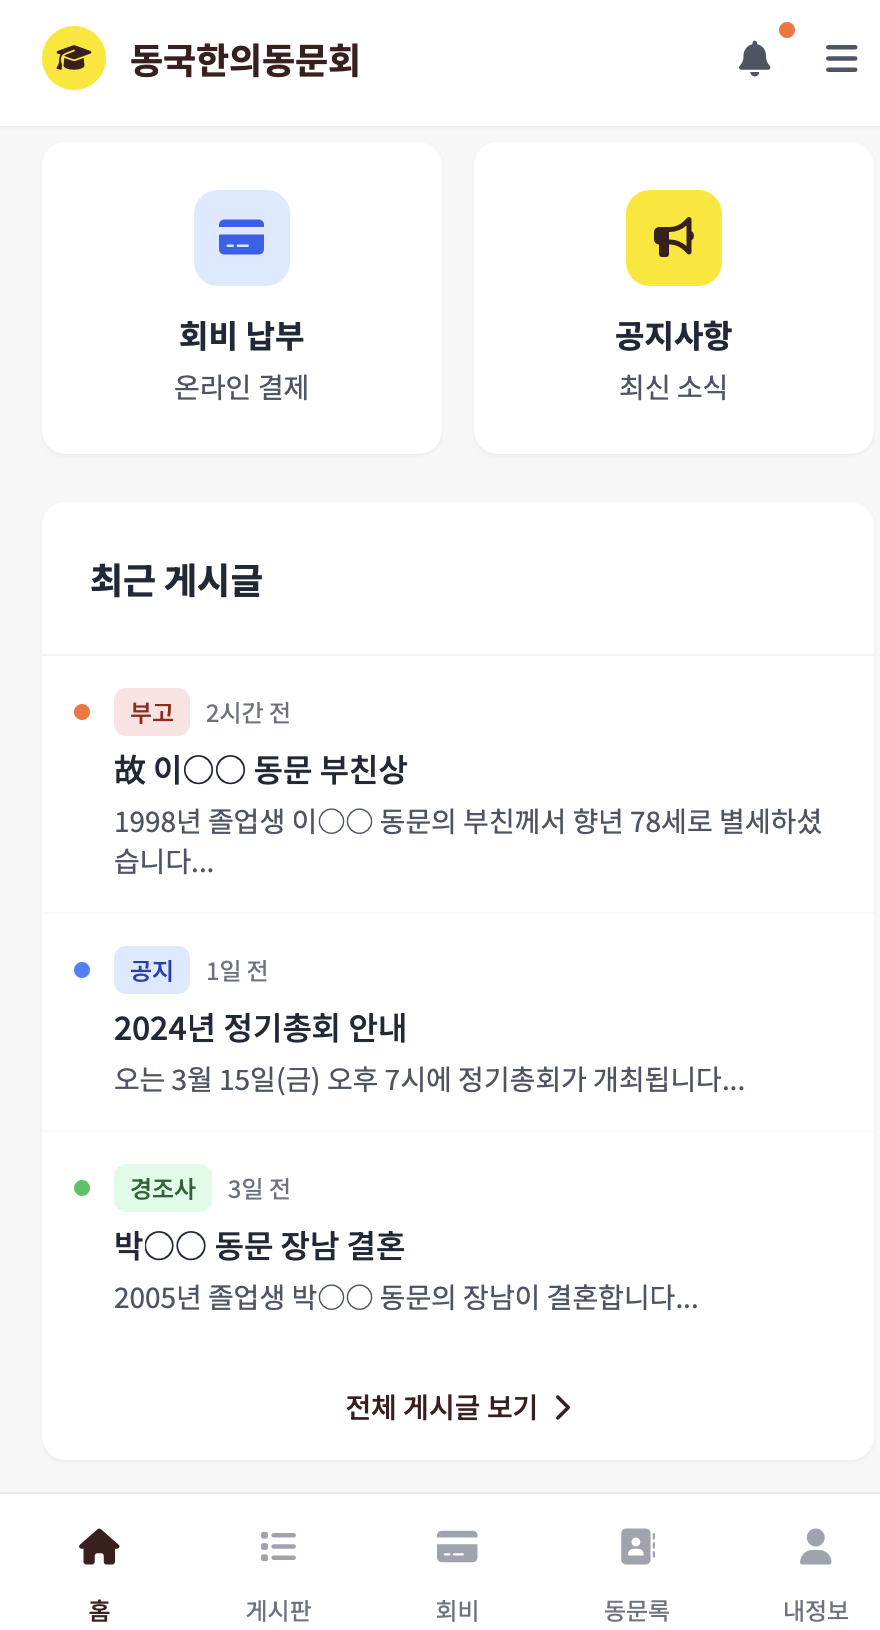 동국한의동문회
회비 납부
온라인 결제
공지사항
최신 소식
최근 게시글
부고 2시간 전
故 이〇〇 동문 부친상
1998년 졸업생 이〇〇 동문의 부친께서 향년 78세로 별세하셨
습니다...
공지 1일 전
2024년 정기총회 안내
오는 3월 15일(금) 오후 7시에 정기총회가 개최됩니다...
경조사 3일 전
박〇〇 동문 장남 결혼
2005년 졸업생 박〇〇 동문의 장남이 결혼합니다...
전체 게시글 보기
홈 게시판 회비 동문록 내정보